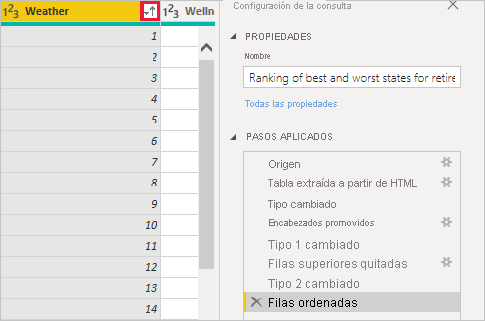 1²3 Weather
1²3 Welln
1
2
3
4
5
6
7
8
9
10
11
12
13
14
Configuración de la consulta
PROPIEDADES
Nombre
Ranking of best and worst states for retire
Todas las propiedades
PASOS APLICADOS
Origen
Tabla extraída a partir de HTML
Tipo cambiado
Encabezados promovidos
Tipo 1 cambiado
Filas superiores quitadas
Tipo 2 cambiado
Filas ordenadas